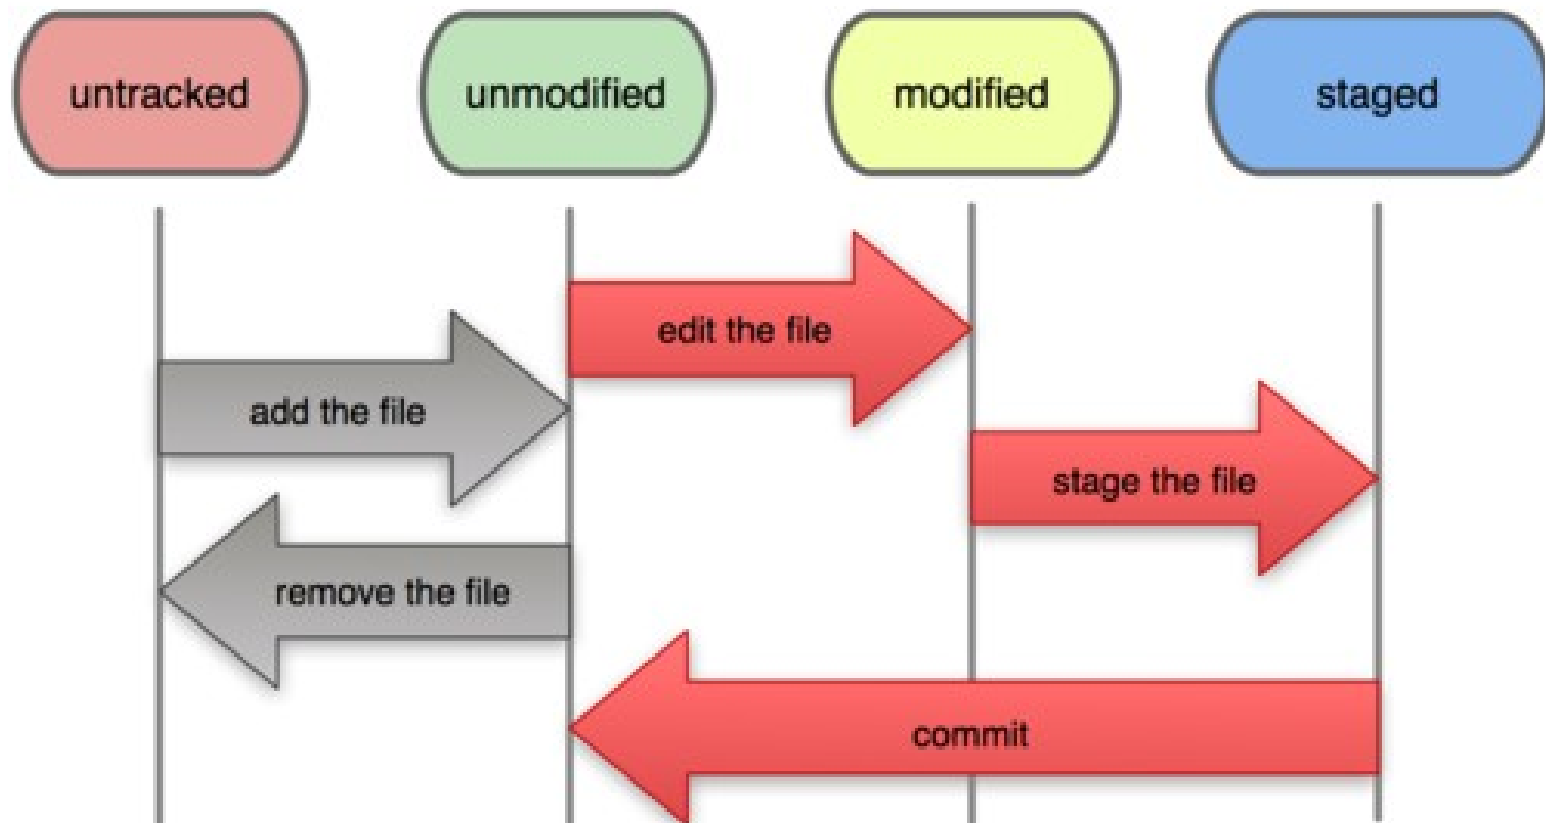 untracked
unmodified
modified
staged
edit the file
add the file
stage the file
remove the file
commit